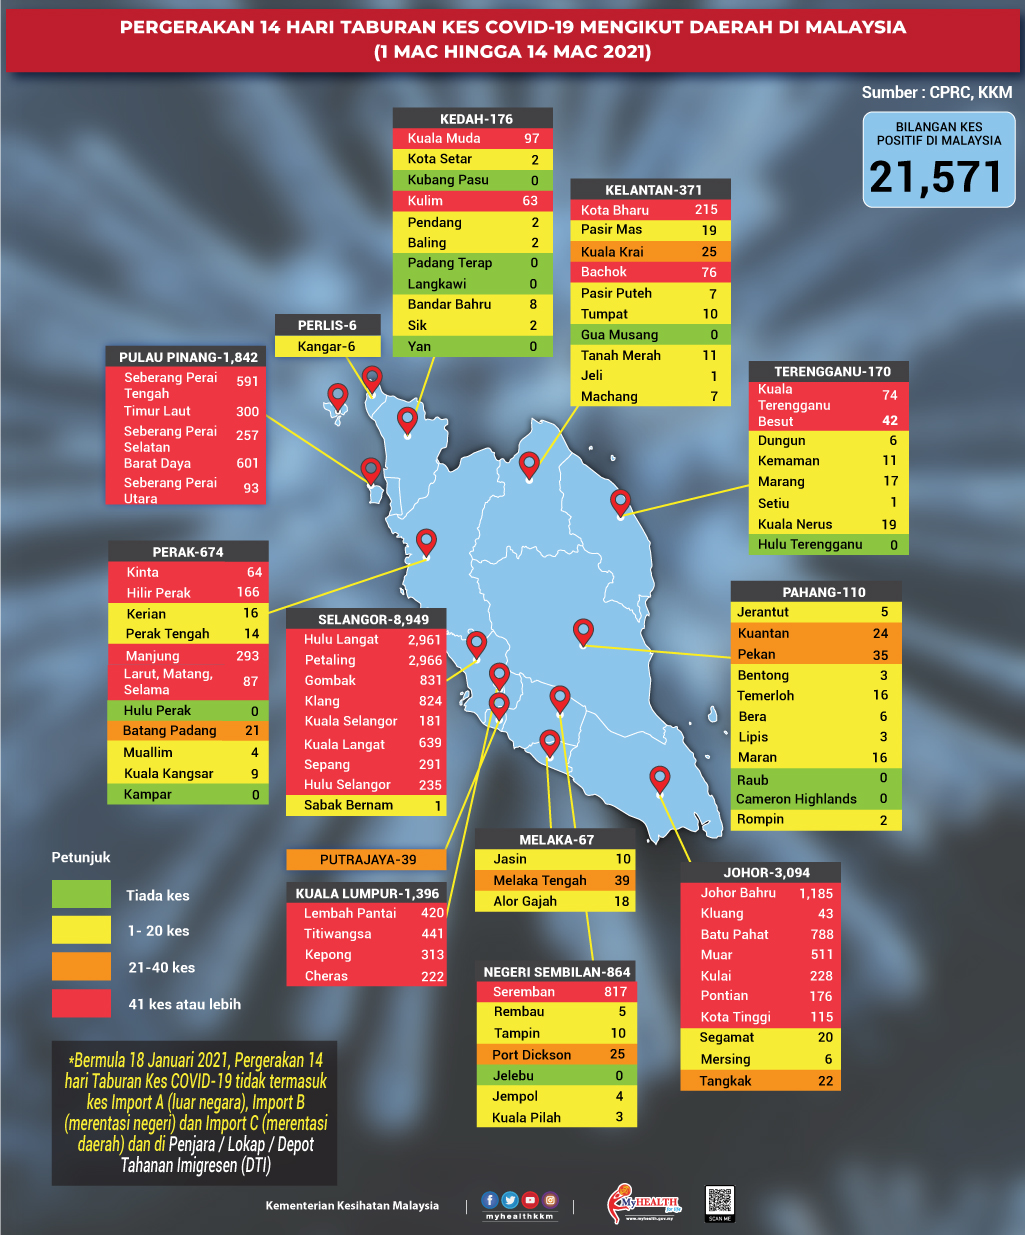 PERGERAKAN 14 HARI TABURAN KES COVID-19 MENGIKUT DAERAH DI MALAYSIA
(1 MAC HINGGA 14 MAC 2021)
Sumber : CPRC, KKM
BILANGAN KES
POSITIF DI MALAYSIA
21,571
KEDAH-176
Kuala Muda 97
Kota Setar 2
Kubang Pasu 0
Kulim 63
Pendang 2
Baling 2
Padang Terap 0
Langkawi 0
Bandar Bahru 8
Sik 2
Yan 0
KELANTAN-371
Kota Bharu 215
Pasir Mas 19
Kuala Krai 25
Bachok 76
Pasir Puteh 7
Tumpat 10
Gua Musang 0
Tanah Merah 11
Jeli 1
Machang 7
PERLIS-6
Kangar-6
PULAU PINANG-1,842
Seberang Perai 591
Tengah
Timur Laut 300
Seberang Perai 257
Selatan
Barat Daya 601
Seberang Perai 93
Utara
TERENGGANU-170
Kuala 74
Terengganu
Besut 42
Dungun 6
Kemaman 11
Marang 17
Setiu 1
Kuala Nerus 19
Hulu Terengganu 0
PERAK-674
Kinta 64
Hilir Perak 166
Kerian 16
Perak Tengah 14
Manjung 293
Larut, Matang, 87
Selama
Hulu Perak 0
Batang Padang 21
Muallim 4
Kuala Kangsar 9
Kampar 0
SELANGOR-8,949
Hulu Langat 2,961
Petaling 2,966
Gombak 831
Klang 824
Kuala Selangor 181
Kuala Langat 639
Sepang 291
Hulu Selangor 235
Sabak Bernam 1
PAHANG-110
Jerantut 5
Kuantan 24
Pekan 35
Bentong 3
Temerloh 16
Bera 6
Lipis 3
Maran 16
Raub 0
Cameron Highlands 0
Rompin 2
PUTRAJAYA-39
KUALA LUMPUR-1,396
Lembah Pantai 420
Titiwangsa 441
Kepong 313
Cheras 222
MELAKA-67
Jasin 10
Melaka Tengah 39
Alor Gajah 18
NEGERI SEMBILAN-864
Seremban 817
Rembau 5
Tampin 10
Port Dickson 25
Jelebu 0
Jempol 4
Kuala Pilah 3
JOHOR-3,094
Johor Bahru 1,185
Kluang 43
Batu Pahat 788
Muar 511
Kulai 228
Pontian 176
Kota Tinggi 115
Segamat 20
Mersing 6
Tangkak 22
Petunjuk
Tiada kes
1- 20 kes
21-40 kes
41 kes atau lebih
*Bermula 18 Januari 2021, Pergerakan 14
hari Taburan Kes COVID-19 tidak termasuk
kes Import A (luar negara), Import B
(merentasi negeri) dan Import C (merentasi
daerah) dan di Penjara / Lokap / Depot
Tahanan Imigresen (DTI)
Kementerian Kesihatan Malaysia
myhealthkkm
MyHEALTH
for life
www.myhealth.gov.my
SCAN ME